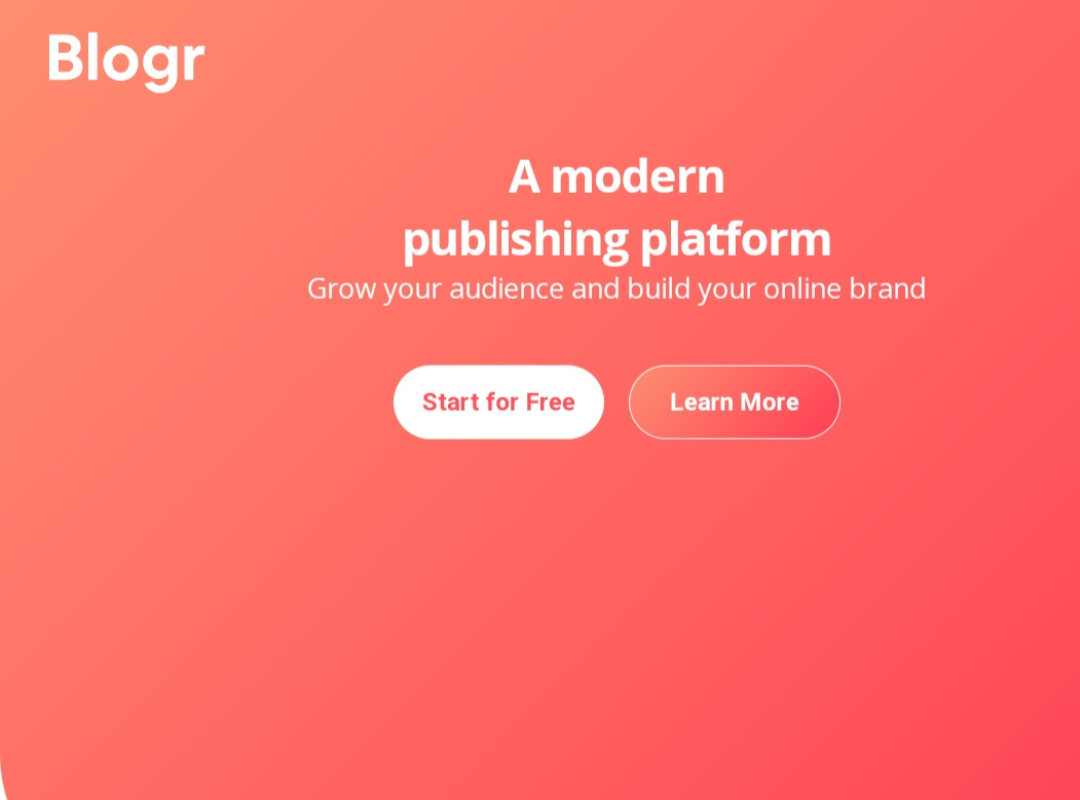 Blogr
A modern
publishing platform
Grow your audience and build your online brand
Start for Free
Learn More